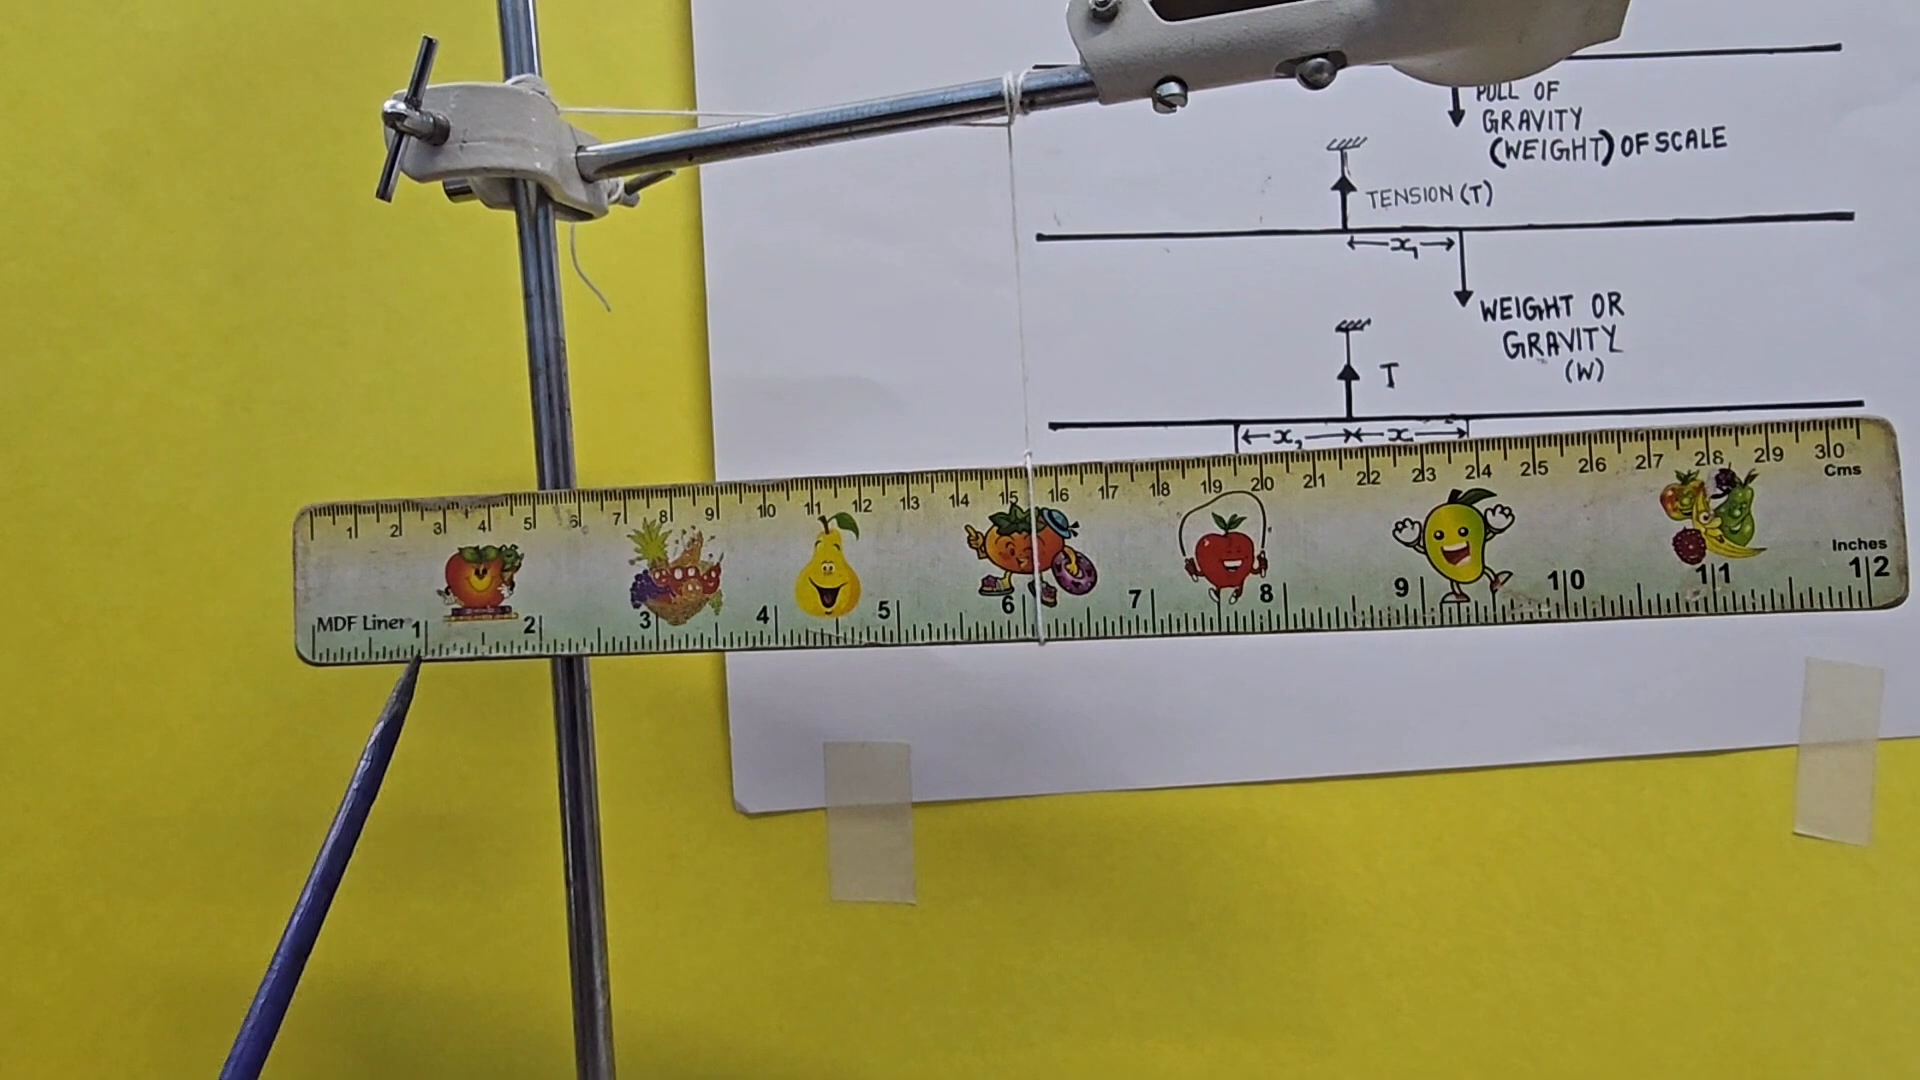 PULL OF
GRAVITY
(WEIGHT) OF SCALE
TENSION (T)
x₁
WEIGHT OR
GRAVITY
(W)
T
x₂ x
1 2 3 4 5 6 7 8 9 10 11 12 13 14 15 16 17 18 19 20 21 22 23 24 25 26 27 28 29 30
Cms
Inches
MDF Liner 1 2 3 4 5 6 7 8 9 10 11 12